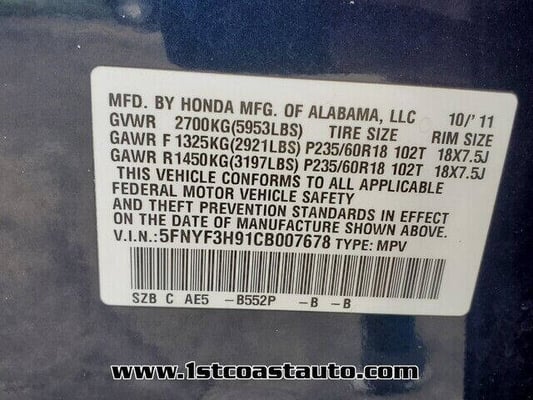 MFD. BY HONDA MFG. OF ALABAMA, LLC 10/'11
GVWR 2700KG(5953LBS) TIRE SIZE RIM SIZE
GAWR F 1325KG(2921LBS) P235/60R18 102T 18X7.5J
GAWR R1450KG(3197LBS) P235/60R18 102T 18X7.5J
THIS VEHICLE CONFORMS TO ALL APPLICABLE
FEDERAL MOTOR VEHICLE SAFETY
AND THEFT PREVENTION STANDARDS IN EFFECT
ON THE DATE OF MANUFACTURE SHOWN ABOVE.
V.I.N.:5FNYF3H91CB007678 TYPE: MPV
SZB C AE5 -B552P -B -B
www.1stcoastauto.com